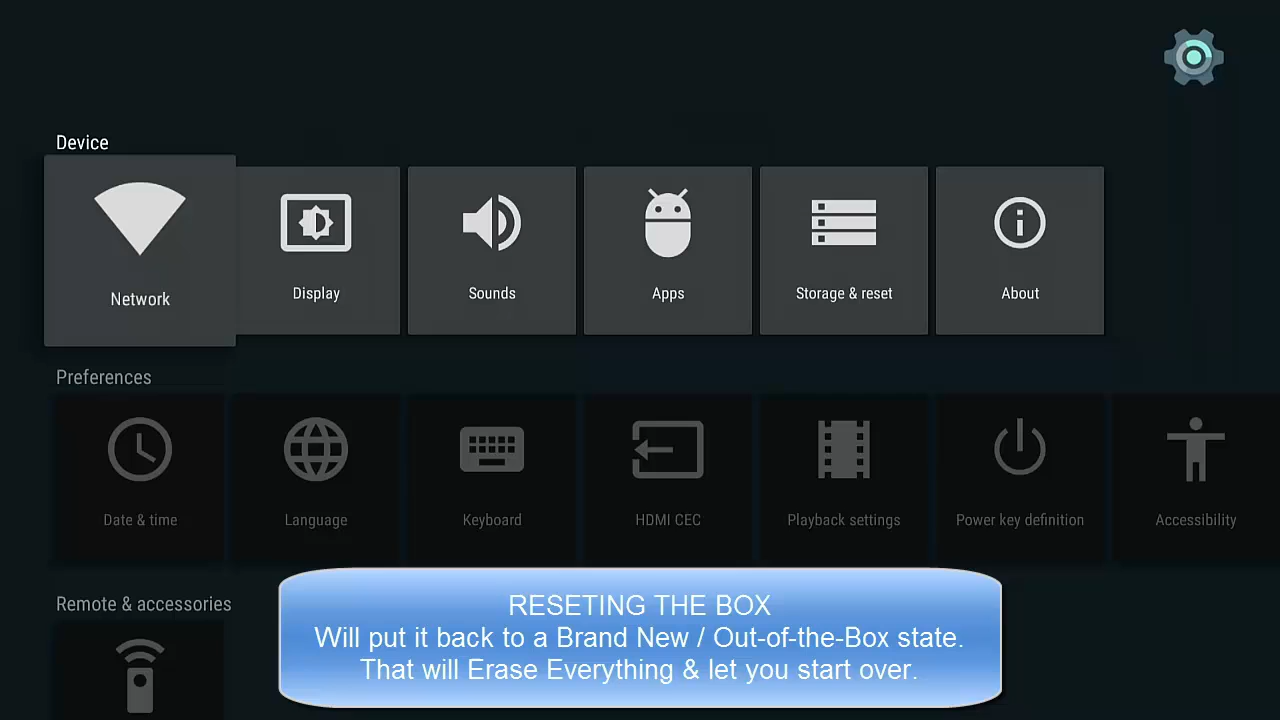 Device
Network
Display
Sounds
Apps
Storage & reset
About
Preferences
Date & time
Language
Keyboard
HDMI CEC
Playback settings
Power key definition
Accessibility
Remote & accessories
RESETING THE BOX
Will put it back to a Brand New / Out-of-the-Box state.
That will Erase Everything & let you start over.